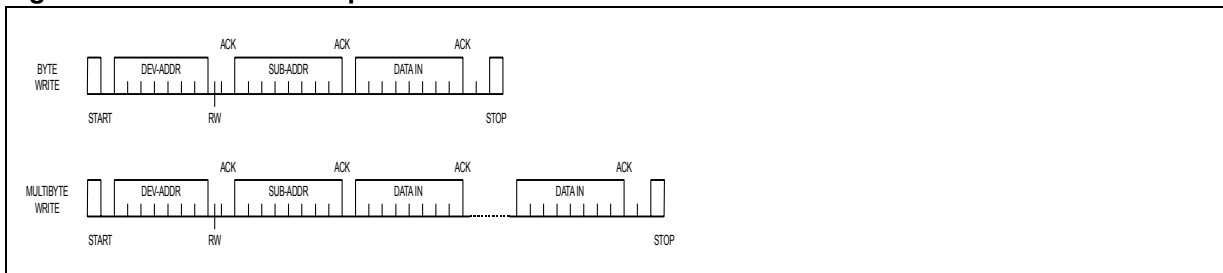 ACK ACK ACK
BYTE
WRITE
DEV-ADDR SUB-ADDR DATA IN
START RW STOP
ACK ACK ACK ACK
MULTIBYTE
WRITE
DEV-ADDR SUB-ADDR DATA IN DATA IN
START RW STOP